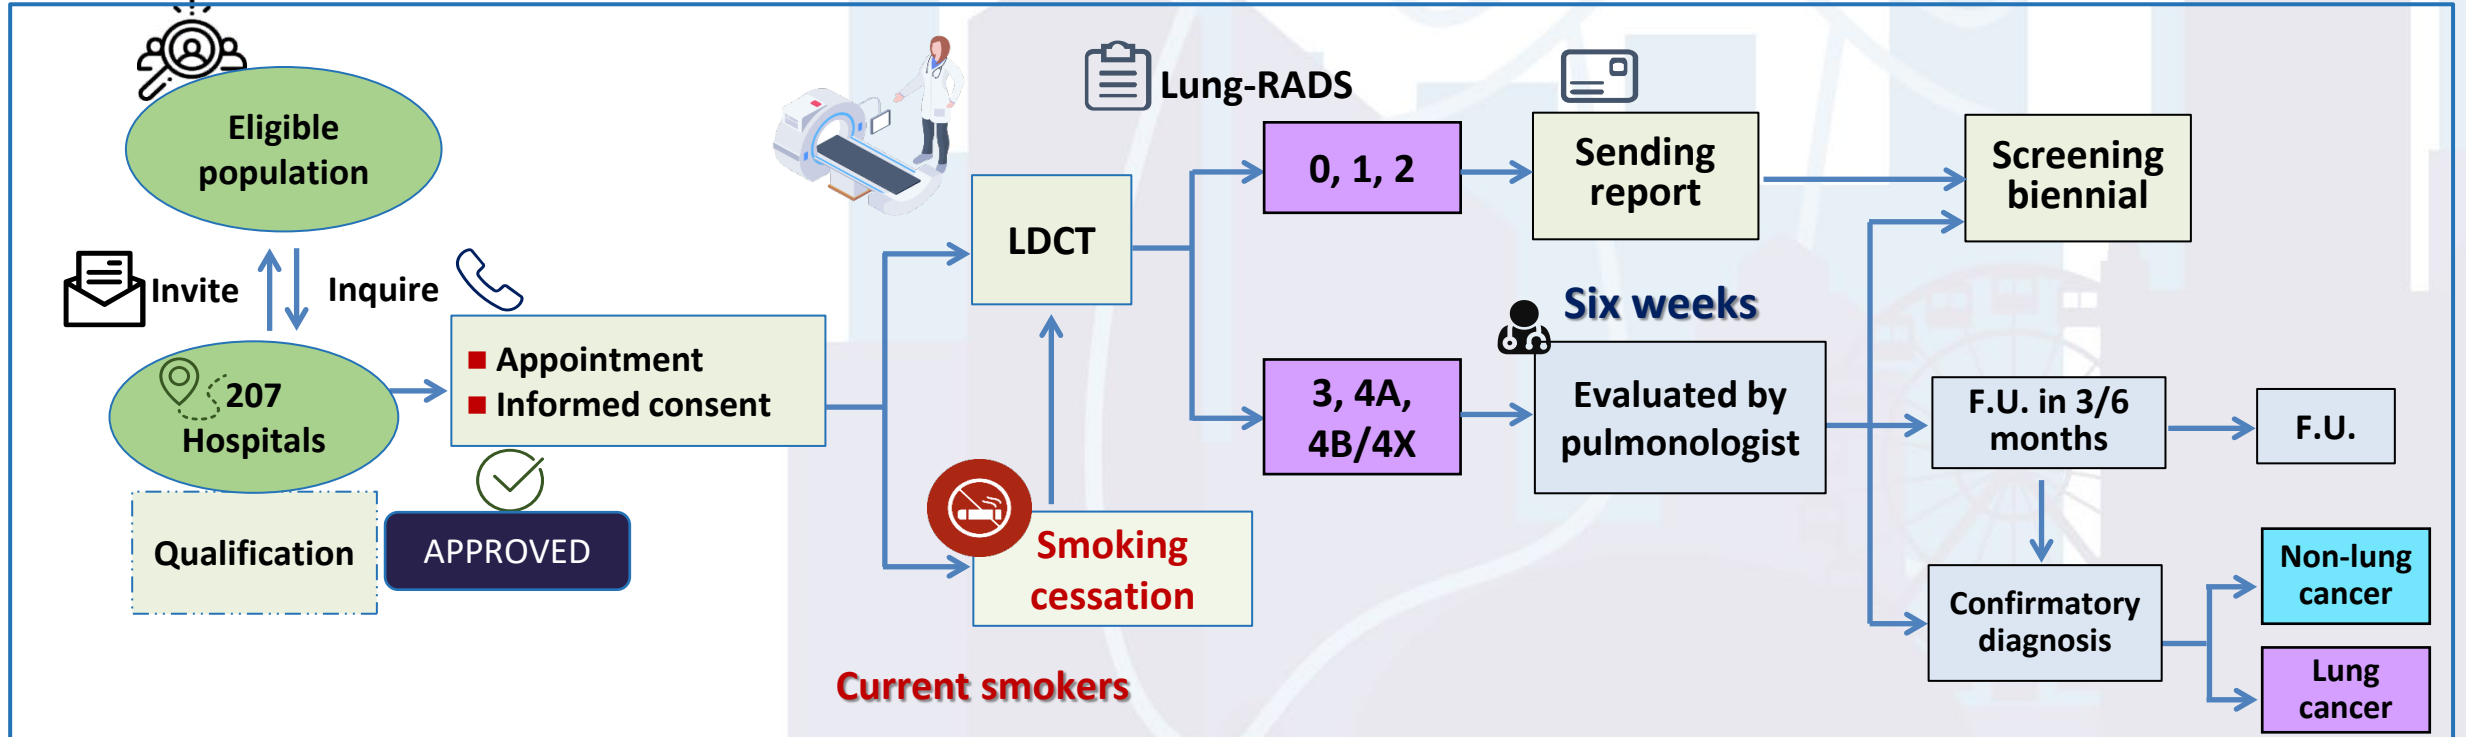 Eligible
population
Invite
Inquire
207
Hospitals
Qualification
APPROVED
■ Appointment
■ Informed consent
LDCT
Smoking
cessation
Current smokers
Lung-RADS
0, 1, 2
3, 4A,
4B/4X
Sending
report
Six weeks
Evaluated by
pulmonologist
Screening
biennial
F.U. in 3/6
months
F.U.
Confirmatory
diagnosis
Non-lung
cancer
Lung
cancer